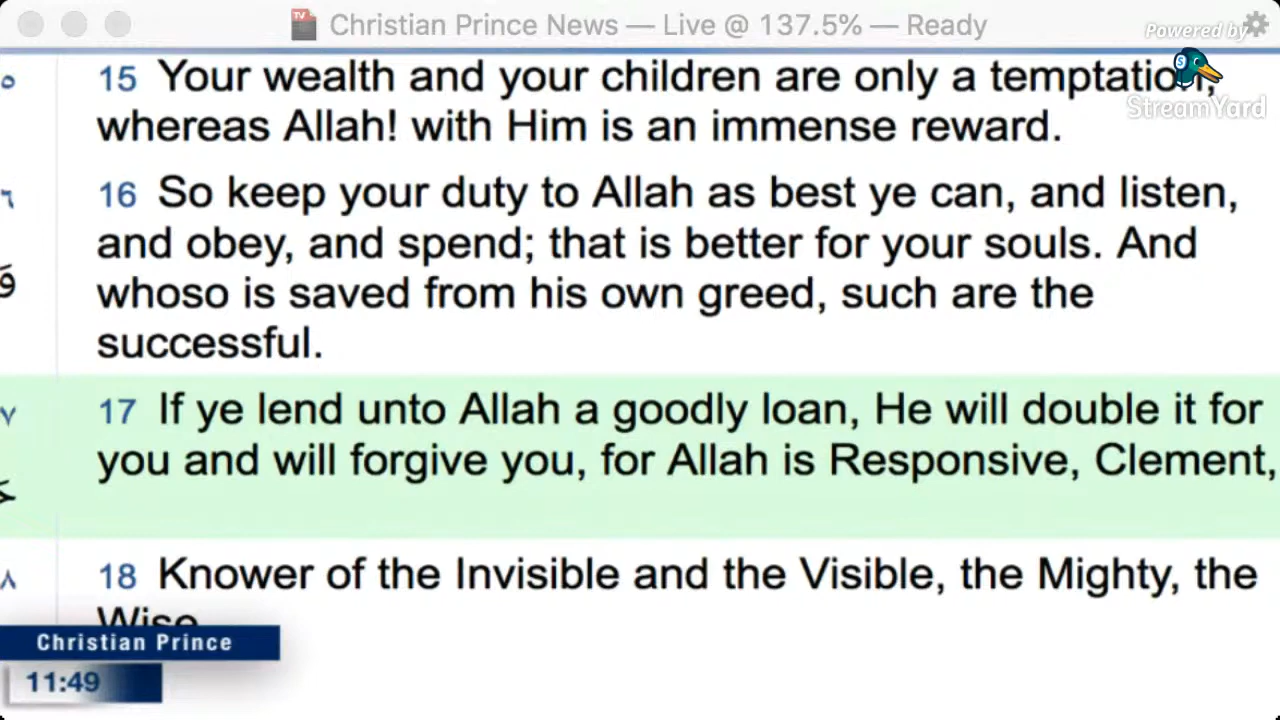 Christian Prince News — Live @ 137.5% — Ready
Powered by
StreamYard
15 Your wealth and your children are only a temptation,
whereas Allah! with Him is an immense reward.
16 So keep your duty to Allah as best ye can, and listen,
and obey, and spend; that is better for your souls. And
whoso is saved from his own greed, such are the
successful.
17 If ye lend unto Allah a goodly loan, He will double it for
you and will forgive you, for Allah is Responsive, Clement,
18 Knower of the Invisible and the Visible, the Mighty, the
Wise
Christian Prince
11:49